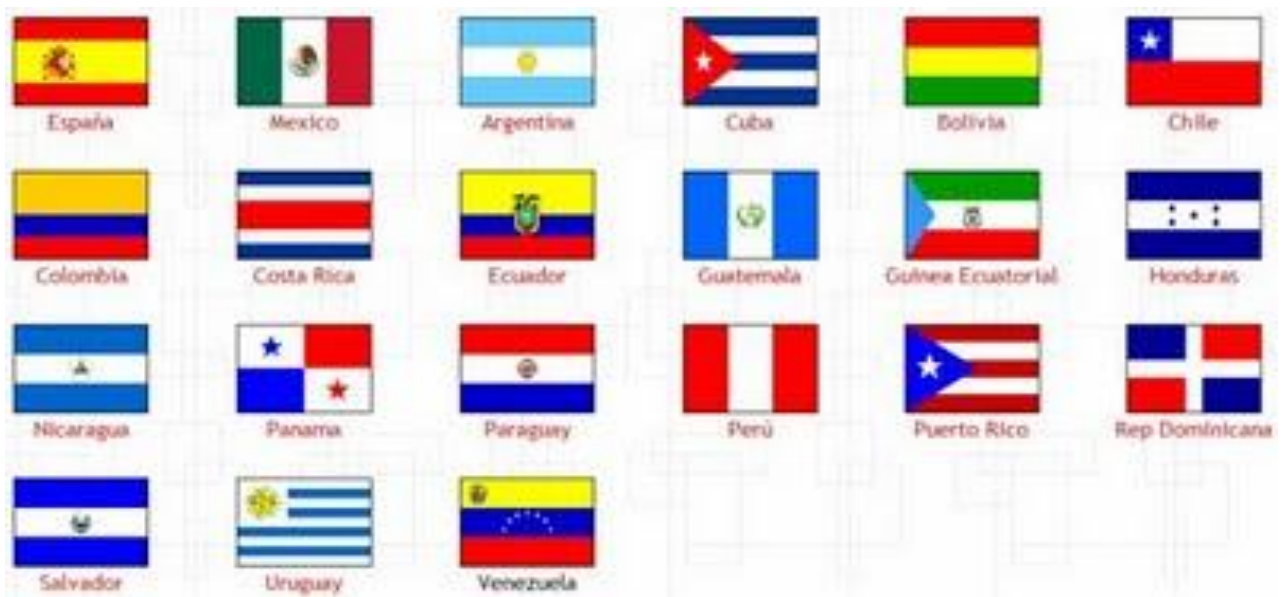 España
Mexico
Argentina
Cuba
Bolivia
Chile
Colombia
Costa Rica
Ecuador
Guatemala
Guinea Ecuatorial
Honduras
Nicaragua
Panama
Paraguay
Perú
Puerto Rico
Rep Dominicana
Salvador
Uruguay
Venezuela